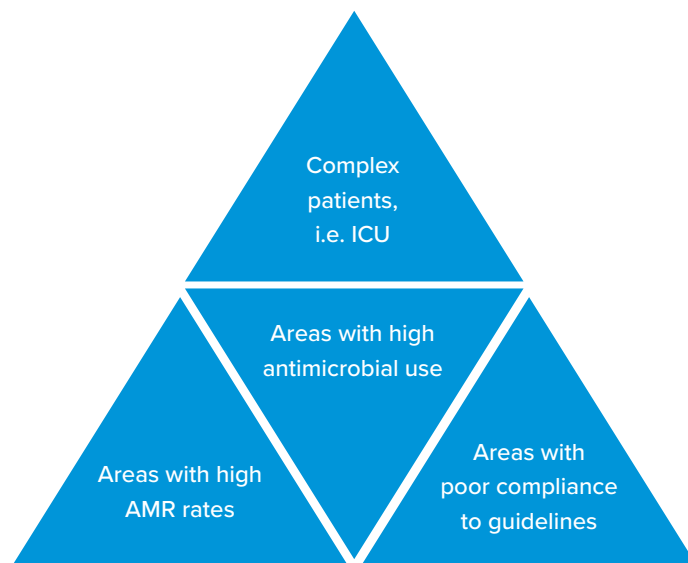 Complex
patients,
i.e. ICU
Areas with high
antimicrobial use
Areas with high
AMR rates
Areas with
poor compliance
to guidelines